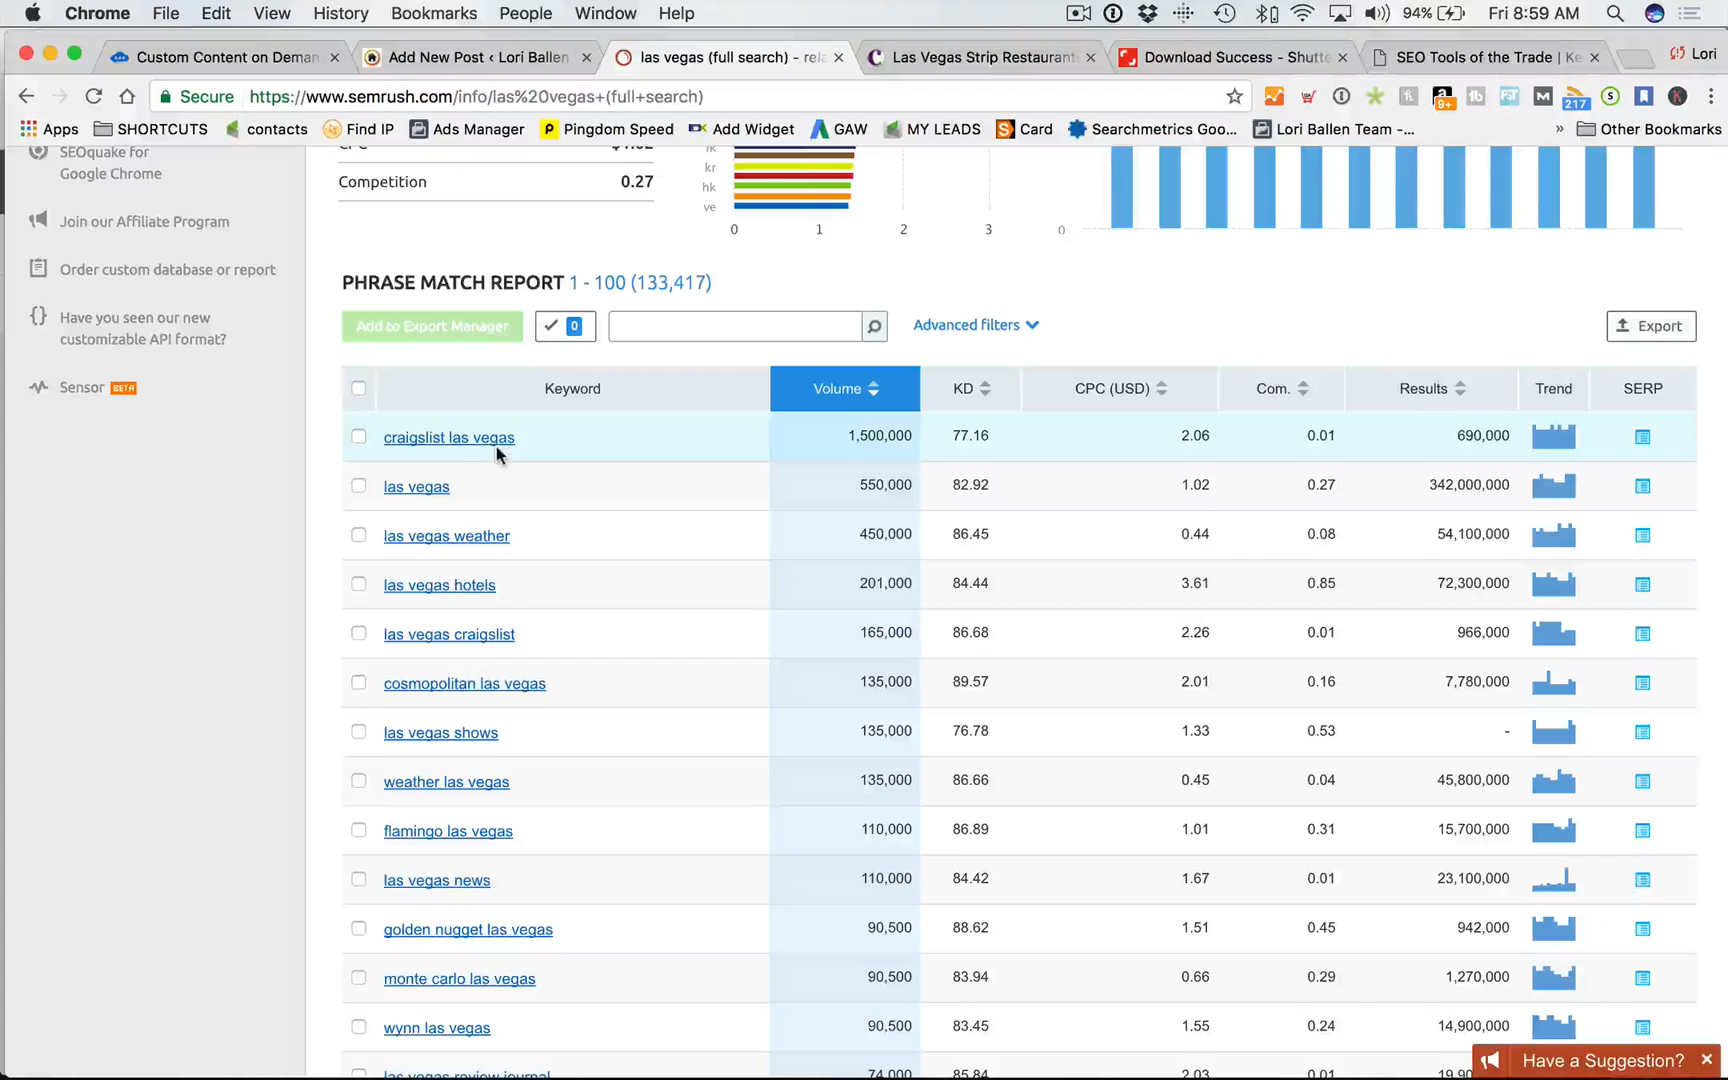 Chrome File Edit View History Bookmarks People Window Help 94% Fri 8:59 AM
Custom Content on Deman × Add New Post ‹ Lori Ballen × las vegas (full search) - rela × Las Vegas Strip Restaurant × Download Success - Shutte × SEO Tools of the Trade | Ke × Lori
Secure https://www.semrush.com/info/las%20vegas+(full+search) 9+ 217
Apps SHORTCUTS contacts Find IP Ads Manager Pingdom Speed Add Widget GAW MY LEADS Card Searchmetrics Goo... Lori Ballen Team -... » Other Bookmarks
SEOquake for
Google Chrome
Join our Affiliate Program
Order custom database or report
Have you seen our new
customizable API format?
Sensor BETA
Competition 0.27
kr
hk
ve
0 1 2 3
0
PHRASE MATCH REPORT 1 - 100 (133,417)
Add to Export Manager 0 Advanced filters Export
Keyword Volume KD CPC (USD) Com. Results Trend SERP
craigslist las vegas 1,500,000 77.16 2.06 0.01 690,000
las vegas 550,000 82.92 1.02 0.27 342,000,000
las vegas weather 450,000 86.45 0.44 0.08 54,100,000
las vegas hotels 201,000 84.44 3.61 0.85 72,300,000
las vegas craigslist 165,000 86.68 2.26 0.01 966,000
cosmopolitan las vegas 135,000 89.57 2.01 0.16 7,780,000
las vegas shows 135,000 76.78 1.33 0.53 -
weather las vegas 135,000 86.66 0.45 0.04 45,800,000
flamingo las vegas 110,000 86.89 1.01 0.31 15,700,000
las vegas news 110,000 84.42 1.67 0.01 23,100,000
golden nugget las vegas 90,500 88.62 1.51 0.45 942,000
monte carlo las vegas 90,500 83.94 0.66 0.29 1,270,000
wynn las vegas 90,500 83.45 1.55 0.24 14,900,000
las vegas review journal 74,000 85.84 2.03 0.01
Have a Suggestion? ×